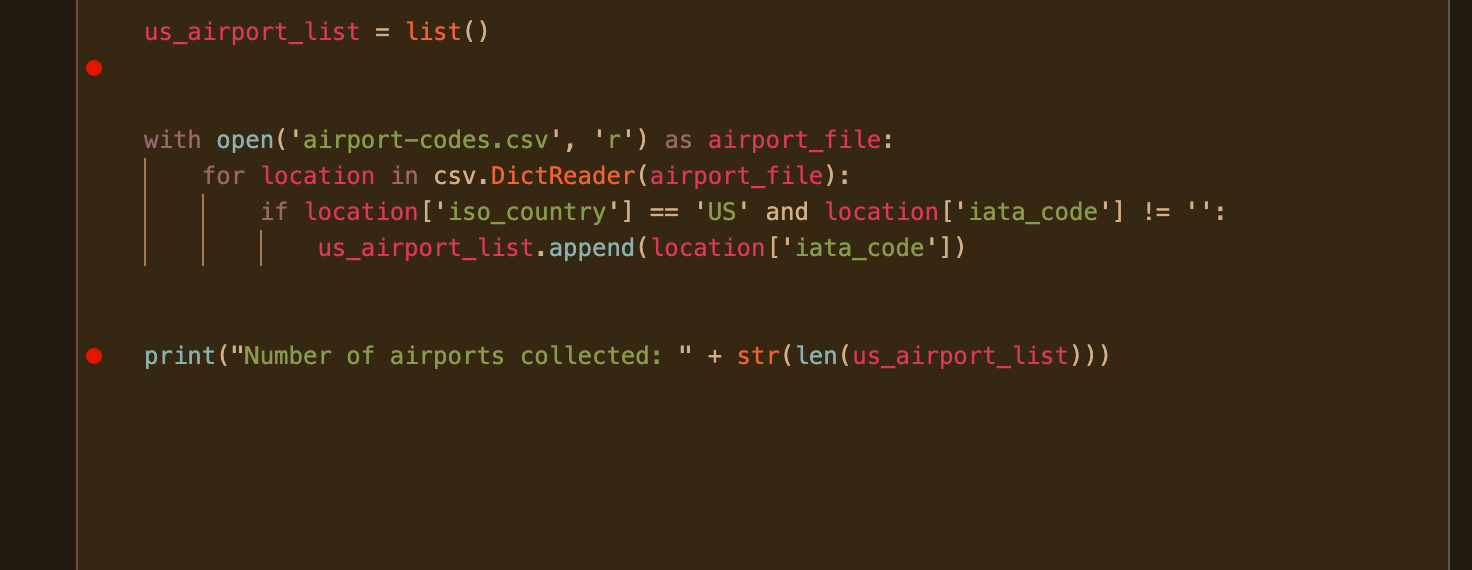 us_airport_list = list()
with open('airport-codes.csv', 'r') as airport_file:
    for location in csv.DictReader(airport_file):
        if location['iso_country'] == 'US' and location['iata_code'] != '':
            us_airport_list.append(location['iata_code'])
print("Number of airports collected: " + str(len(us_airport_list)))